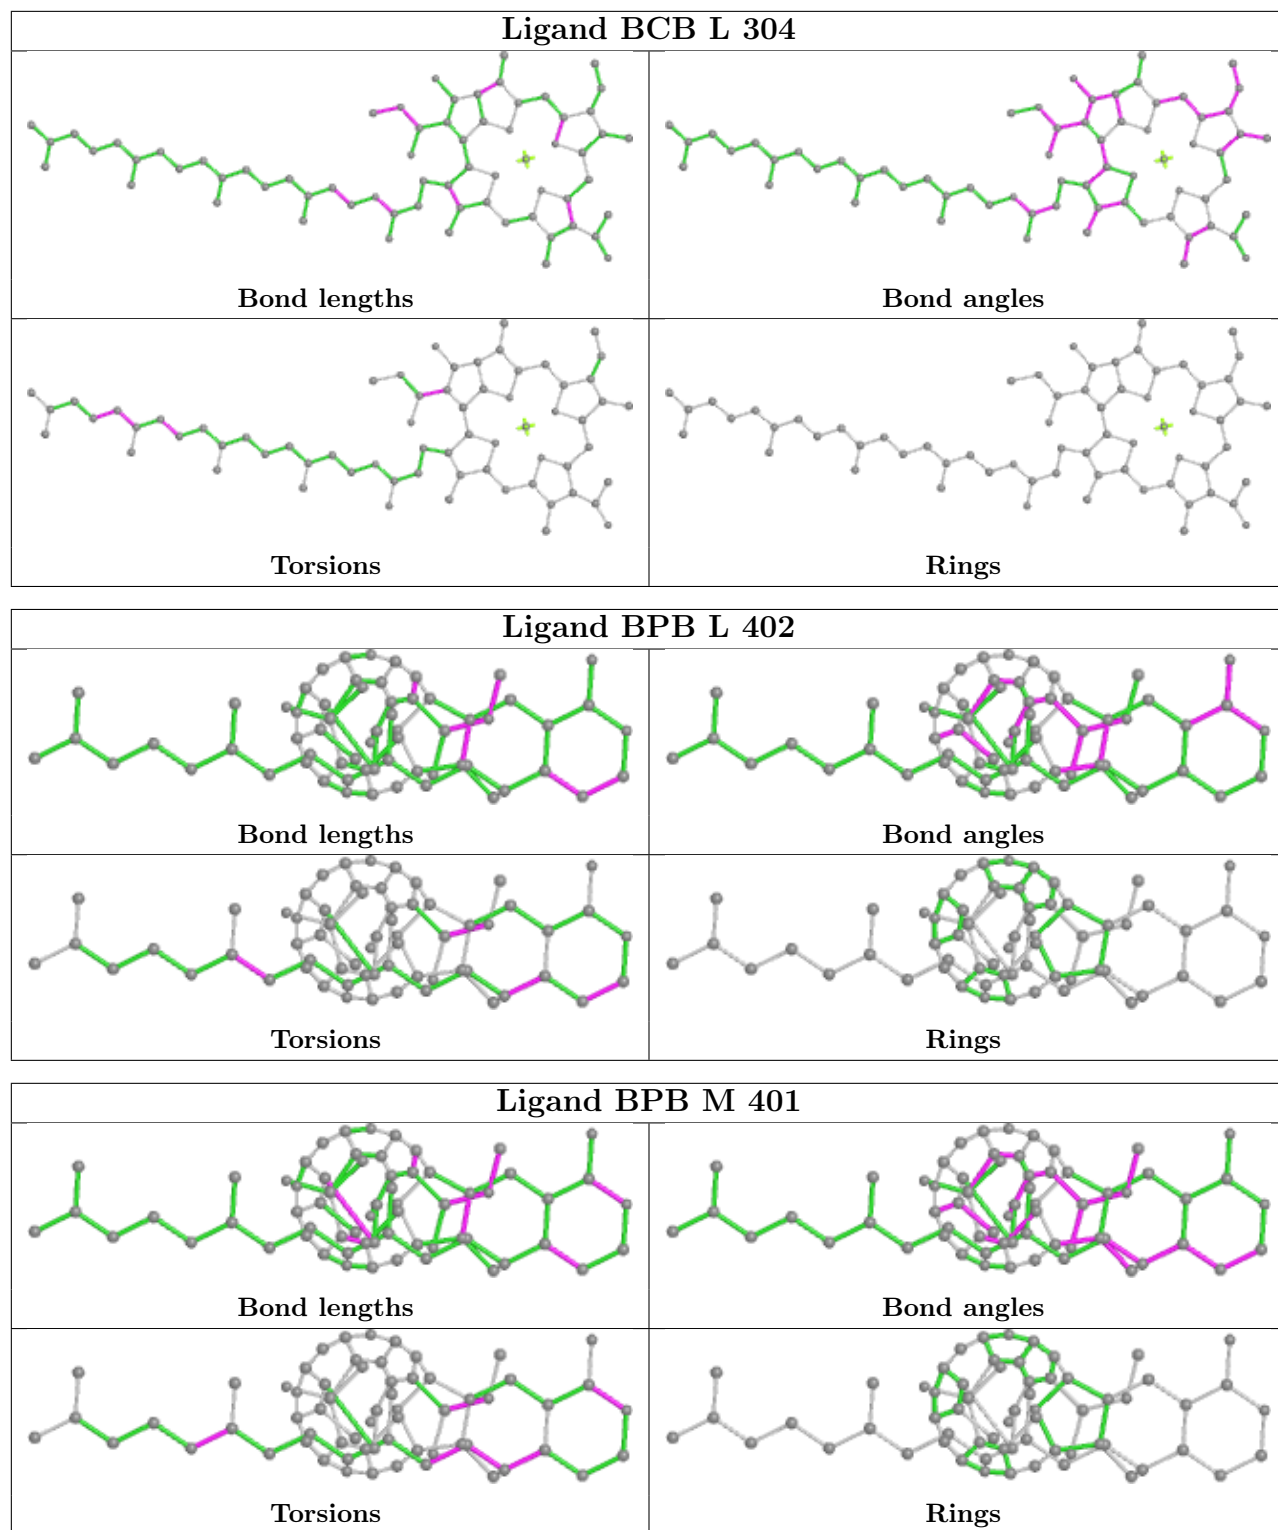 Ligand BCB L 304
Bond lengths
Bond angles
Torsions
Rings
Ligand BPB L 402
Bond lengths
Bond angles
Torsions
Rings
Ligand BPB M 401
Bond lengths
Bond angles
Torsions
Rings